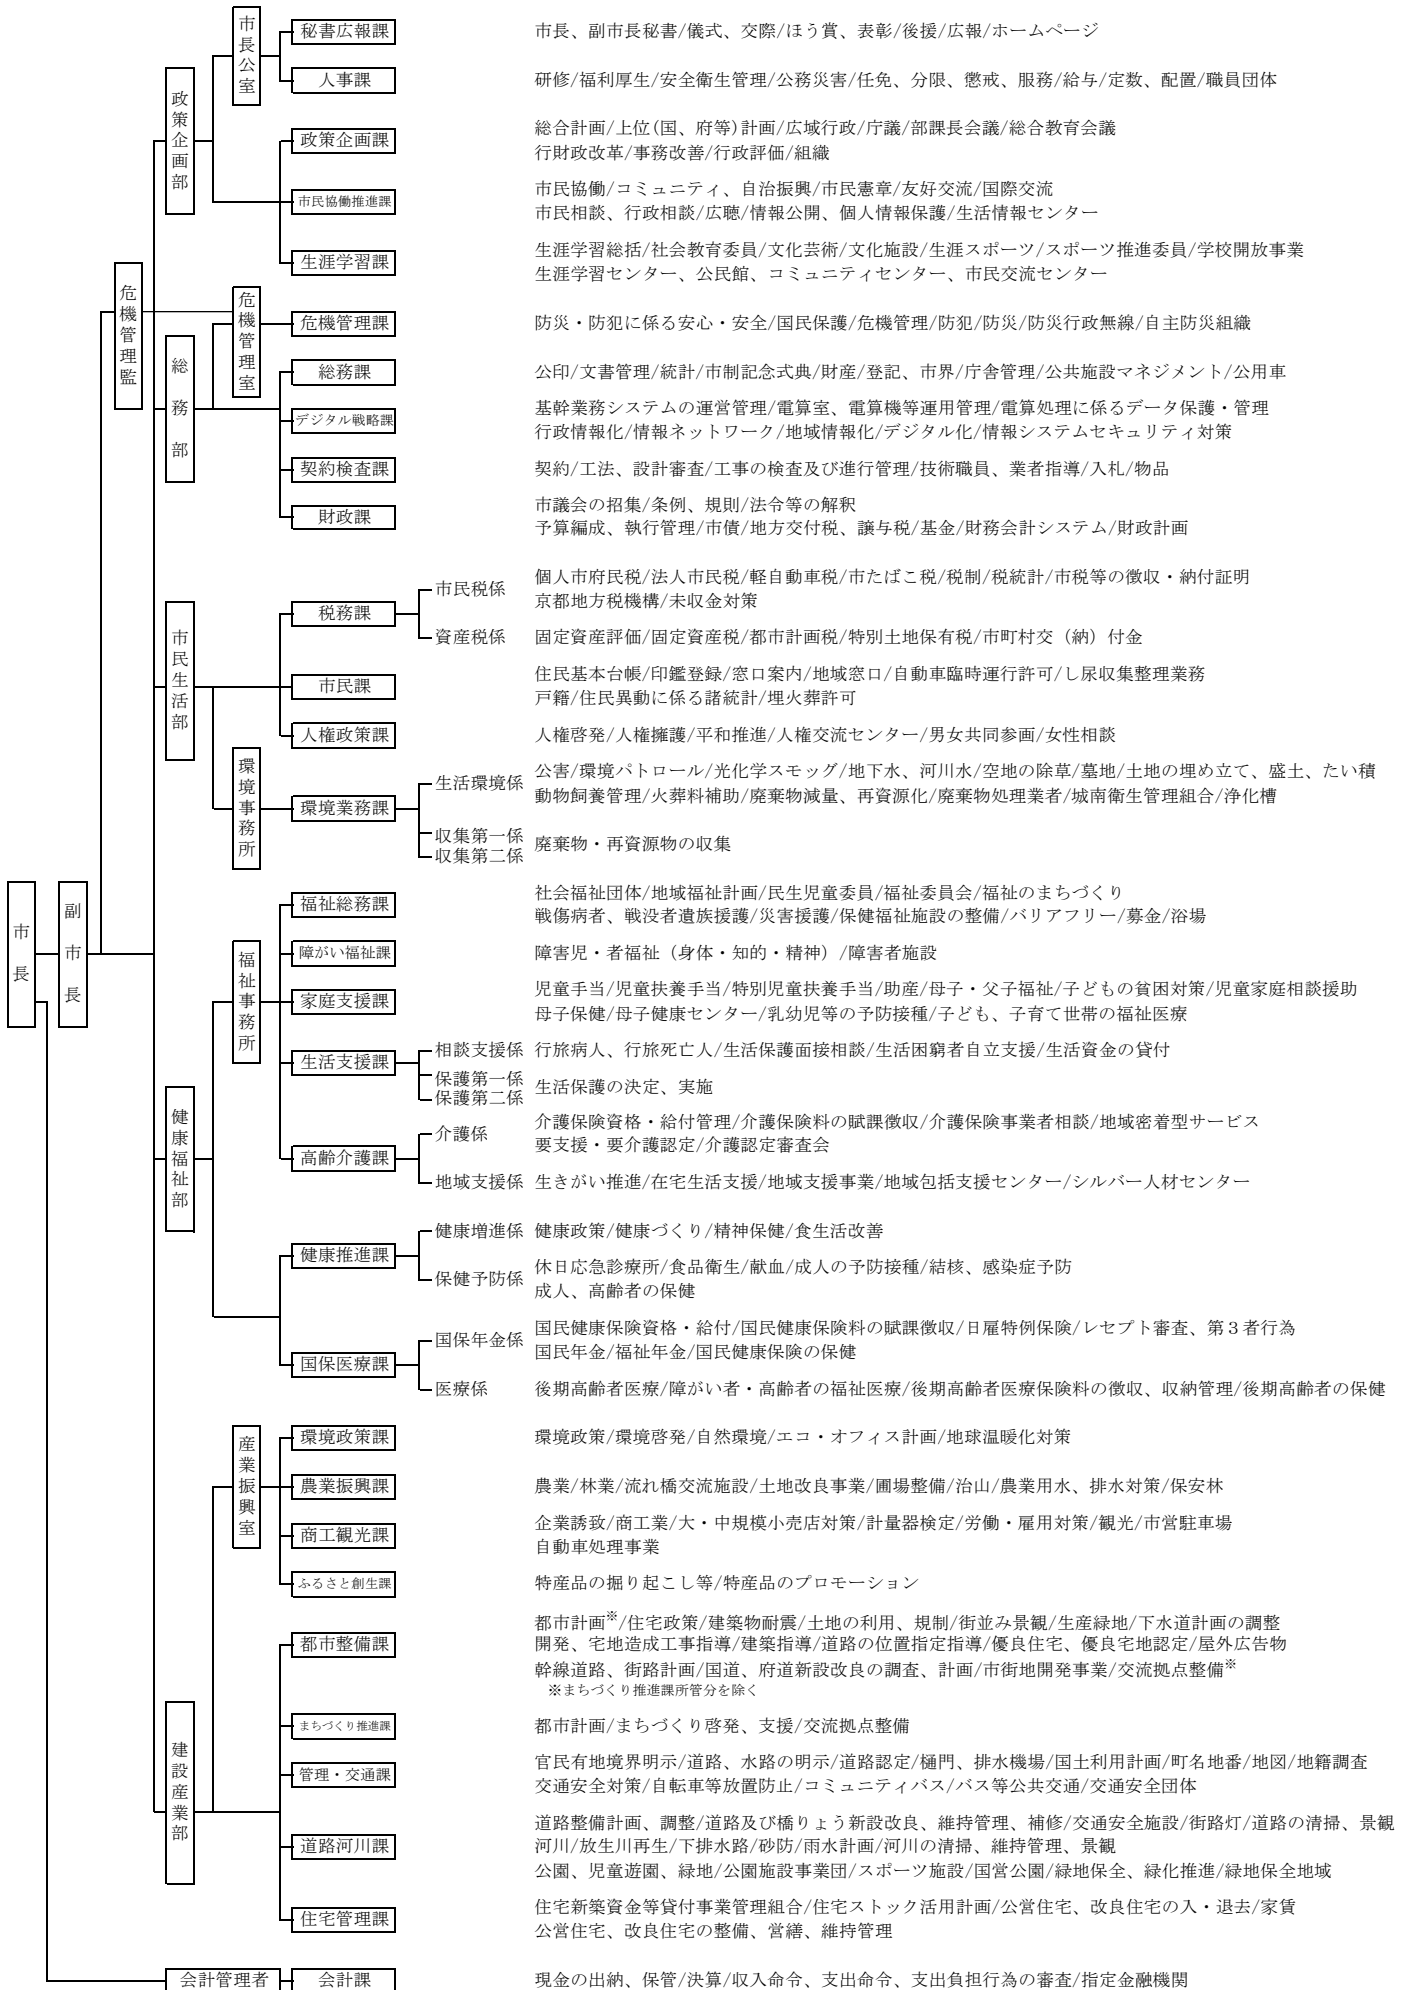 市長公室
秘書広報課
市長、副市長秘書/儀式、交際/ほう賞、表彰/後援/広報/ホームページ
人事課
研修/福利厚生/安全衛生管理/公務災害/任免、分限、懲戒、服務/給与/定数、配置/職員団体
政策企画部
政策企画課
総合計画/上位(国、府等)計画/広域行政/庁議/部課長会議/総合教育会議
行財政改革/事務改善/行政評価/組織
市民協働推進課
市民協働/コミュニティ、自治振興/市民憲章/友好交流/国際交流
市民相談、行政相談/広聴/情報公開、個人情報保護/生活情報センター
生涯学習課
生涯学習総括/社会教育委員/文化芸術/文化施設/生涯スポーツ/スポーツ推進委員/学校開放事業
生涯学習センター、公民館、コミュニティセンター、市民交流センター
危機管理監
危機管理室
危機管理課
防災・防犯に係る安心・安全/国民保護/危機管理/防犯/防災/防災行政無線/自主防災組織
総務部
総務課
公印/文書管理/統計/市制記念式典/財産/登記、市界/庁舎管理/公共施設マネジメント/公用車
デジタル戦略課
基幹業務システムの運営管理/電算室、電算機等運用管理/電算処理に係るデータ保護・管理
行政情報化/情報ネットワーク/地域情報化/デジタル化/情報システムセキュリティ対策
契約検査課
契約/工法、設計審査/工事の検査及び進行管理/技術職員、業者指導/入札/物品
財政課
市議会の招集/条例、規則/法令等の解釈
予算編成、執行管理/市債/地方交付税、譲与税/基金/財務会計システム/財政計画
市民生活部
税務課
市民税係
個人市府民税/法人市民税/軽自動車税/市たばこ税/税制/税統計/市税等の徴収・納付証明
京都地方税機構/未収金対策
資産税係
固定資産評価/固定資産税/都市計画税/特別土地保有税/市町村交（納）付金
市民課
住民基本台帳/印鑑登録/窓口案内/地域窓口/自動車臨時運行許可/し尿収集整理業務
戸籍/住民異動に係る諸統計/埋火葬許可
人権政策課
人権啓発/人権擁護/平和推進/人権交流センター/男女共同参画/女性相談
環境事務所
環境業務課
生活環境係
公害/環境パトロール/光化学スモッグ/地下水、河川水/空地の除草/墓地/土地の埋め立て、盛土、たい積
動物飼養管理/火葬料補助/廃棄物減量、再資源化/廃棄物処理業者/城南衛生管理組合/浄化槽
収集第一係
収集第二係
廃棄物・再資源物の収集
市長
副市長
健康福祉部
福祉事務所
福祉総務課
社会福祉団体/地域福祉計画/民生児童委員/福祉委員会/福祉のまちづくり
戦傷病者、戦没者遺族援護/災害援護/保健福祉施設の整備/バリアフリー/募金/浴場
障がい福祉課
障害児・者福祉（身体・知的・精神）/障害者施設
家庭支援課
児童手当/児童扶養手当/特別児童扶養手当/助産/母子・父子福祉/子どもの貧困対策/児童家庭相談援助
母子保健/母子健康センター/乳幼児等の予防接種/子ども、子育て世帯の福祉医療
生活支援課
相談支援係
行旅病人、行旅死亡人/生活保護面接相談/生活困窮者自立支援/生活資金の貸付
保護第一係
保護第二係
生活保護の決定、実施
高齢介護課
介護係
介護保険資格・給付管理/介護保険料の賦課徴収/介護保険事業者相談/地域密着型サービス
要支援・要介護認定/介護認定審査会
地域支援係
生きがい推進/在宅生活支援/地域支援事業/地域包括支援センター/シルバー人材センター
健康推進課
健康増進係
健康政策/健康づくり/精神保健/食生活改善
保健予防係
休日応急診療所/食品衛生/献血/成人の予防接種/結核、感染症予防
成人、高齢者の保健
国保医療課
国保年金係
国民健康保険資格・給付/国民健康保険料の賦課徴収/日雇特例保険/レセプト審査、第３者行為
国民年金/福祉年金/国民健康保険の保健
医療係
後期高齢者医療/障がい者・高齢者の福祉医療/後期高齢者医療保険料の徴収、収納管理/後期高齢者の保健
建設産業部
産業振興室
環境政策課
環境政策/環境啓発/自然環境/エコ・オフィス計画/地球温暖化対策
農業振興課
農業/林業/流れ橋交流施設/土地改良事業/圃場整備/治山/農業用水、排水対策/保安林
商工観光課
企業誘致/商工業/大・中規模小売店対策/計量器検定/労働・雇用対策/観光/市営駐車場
自動車処理事業
ふるさと創生課
特産品の掘り起こし等/特産品のプロモーション
都市整備課
都市計画※/住宅政策/建築物耐震/土地の利用、規制/街並み景観/生産緑地/下水道計画の調整
開発、宅地造成工事指導/建築指導/道路の位置指定指導/優良住宅、優良宅地認定/屋外広告物
幹線道路、街路計画/国道、府道新設改良の調査、計画/市街地開発事業/交流拠点整備※
※まちづくり推進課所管分を除く
まちづくり推進課
都市計画/まちづくり啓発、支援/交流拠点整備
管理・交通課
官民有地境界明示/道路、水路の明示/道路認定/樋門、排水機場/国土利用計画/町名地番/地図/地籍調査
交通安全対策/自転車等放置防止/コミュニティバス/バス等公共交通/交通安全団体
道路河川課
道路整備計画、調整/道路及び橋りょう新設改良、維持管理、補修/交通安全施設/街路灯/道路の清掃、景観
河川/放生川再生/下排水路/砂防/雨水計画/河川の清掃、維持管理、景観
公園、児童遊園、緑地/公園施設事業団/スポーツ施設/国営公園/緑地保全、緑化推進/緑地保全地域
住宅管理課
住宅新築資金等貸付事業管理組合/住宅ストック活用計画/公営住宅、改良住宅の入・退去/家賃
公営住宅、改良住宅の整備、営繕、維持管理
会計管理者
会計課
現金の出納、保管/決算/収入命令、支出命令、支出負担行為の審査/指定金融機関